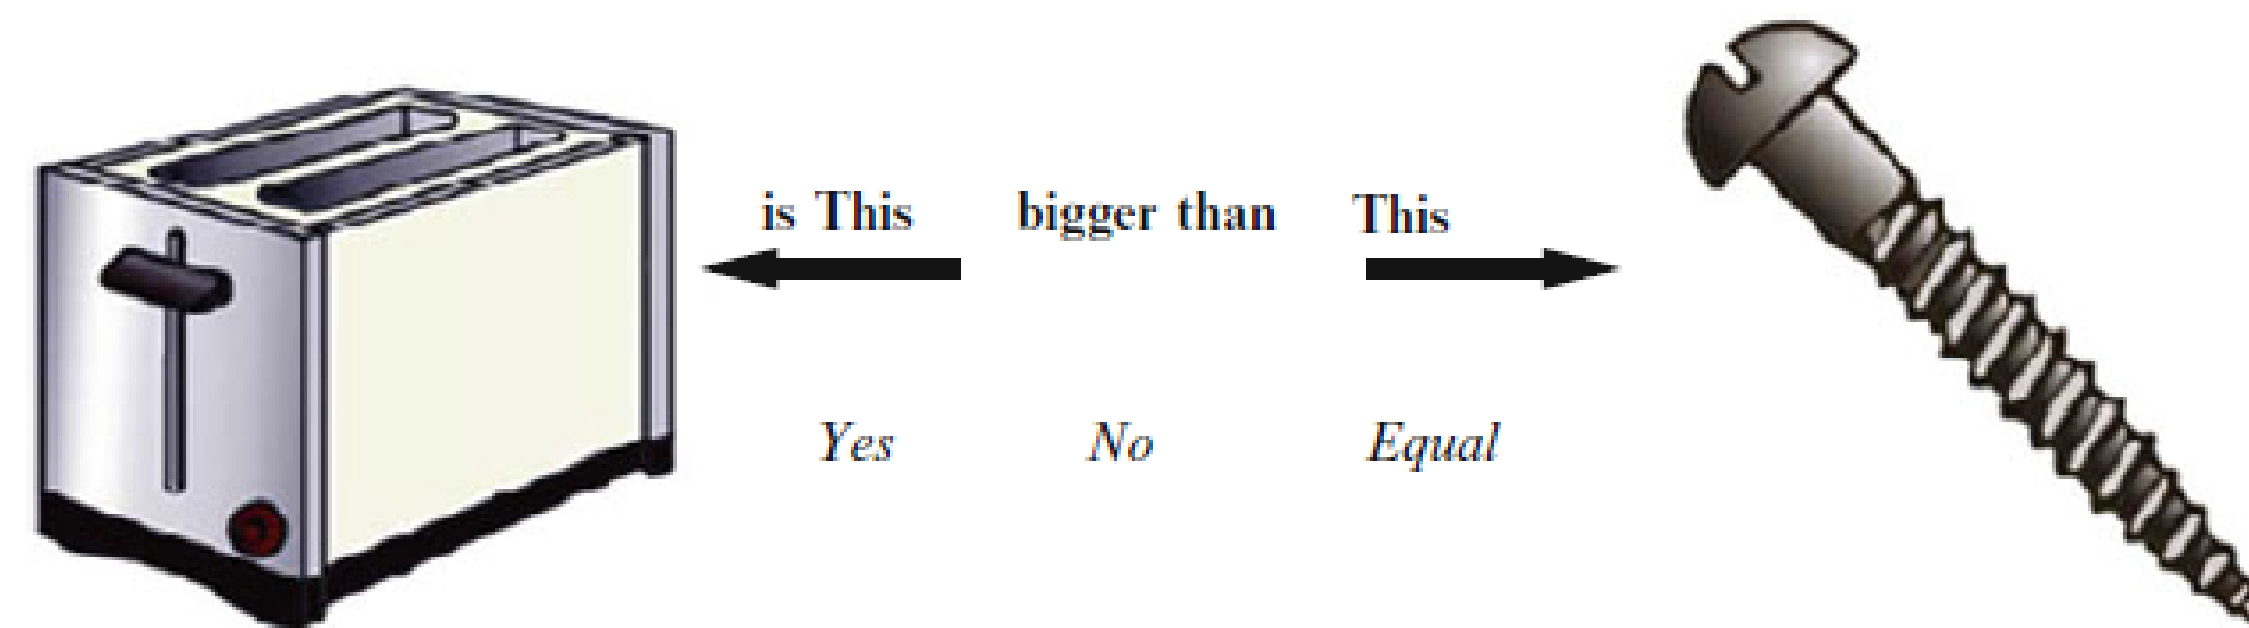 is This bigger than This
Yes No Equal